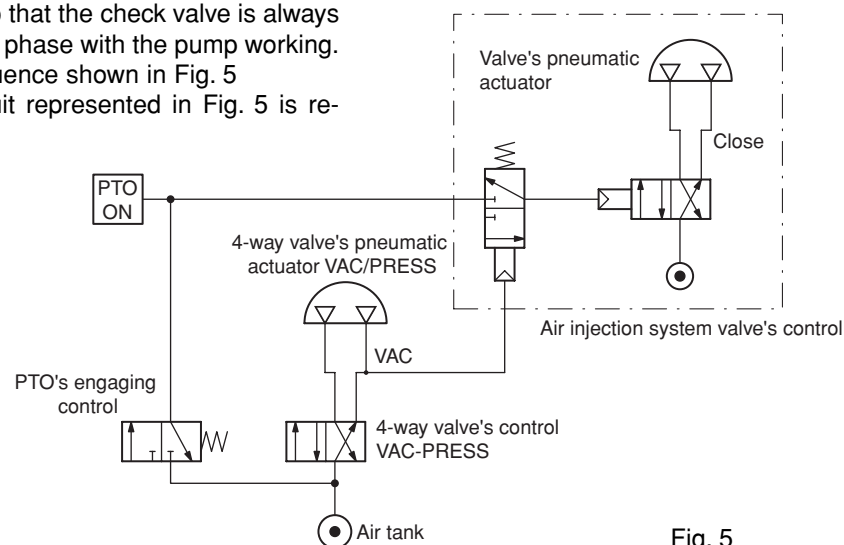 o that the check valve is always
phase with the pump working.
uence shown in Fig. 5
uit represented in Fig. 5 is re-
Valve's pneumatic
actuator
Close
PTO
ON
4-way valve's pneumatic
actuator VAC/PRESS
Air injection system valve's control
VAC
PTO's engaging
control
4-way valve's control
VAC-PRESS
Air tank
Fig. 5